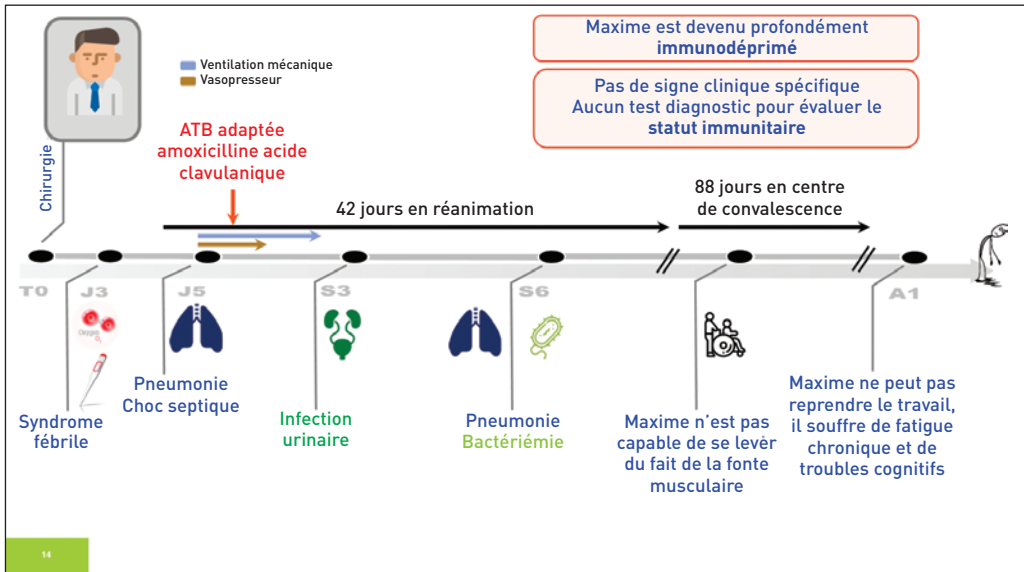 Maxime est devenu profondément
immunodéprimé
Pas de signe clinique spécifique
Aucun test diagnostic pour évaluer le
statut immunitaire
Ventilation mécanique
Vasopresseur
Chirurgie
ATB adaptée
amoxicilline acide
clavulanique
42 jours en réanimation
88 jours en centre
de convalescence
T0
J3
J5
S3
S6
A1
Syndrome
fébrile
Pneumonie
Choc septique
Infection
urinaire
Pneumonie
Bactériémie
Maxime n'est pas
capable de se lever
du fait de la fonte
musculaire
Maxime ne peut pas
reprendre le travail,
il souffre de fatigue
chronique et de
troubles cognitifs
14